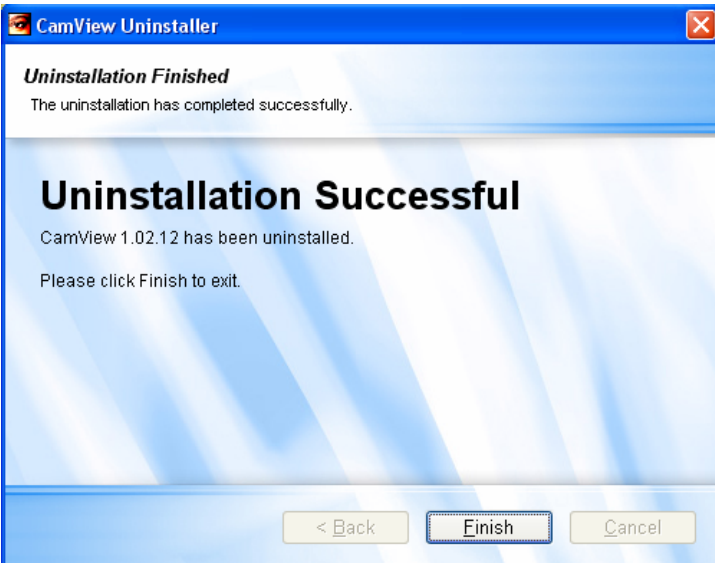 CamView Uninstaller
Uninstallation Finished
The uninstallation has completed successfully.
Uninstallation Successful
CamView 1.02.12 has been uninstalled.
Please click Finish to exit.
< Back Finish Cancel